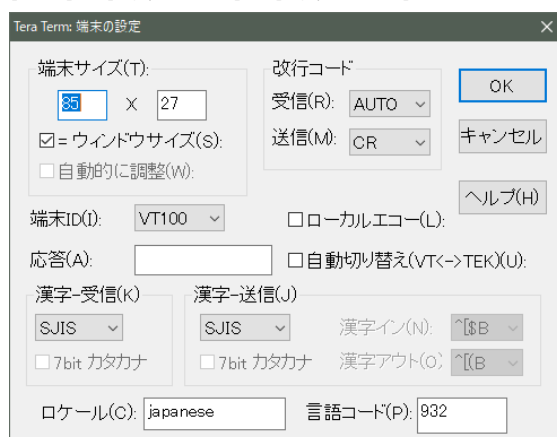 Tera Term: 端末の設定
端末サイズ(T):
85 X 27
= ウィンドウサイズ(S):
自動的に調整(W):
改行コード
受信(R): AUTO
送信(M): CR
OK
キャンセル
ヘルプ(H)
端末ID(I): VT100
ローカルエコー(L):
応答(A):
自動切り替え(VT<->TEK)(U):
漢字-受信(K)
SJIS
7bit カタカナ
漢字-送信(J)
SJIS
7bit カタカナ
漢字イン(N): ^[$B
漢字アウト(O) ^[(B
ロケール(C): japanese
言語コード(P): 932